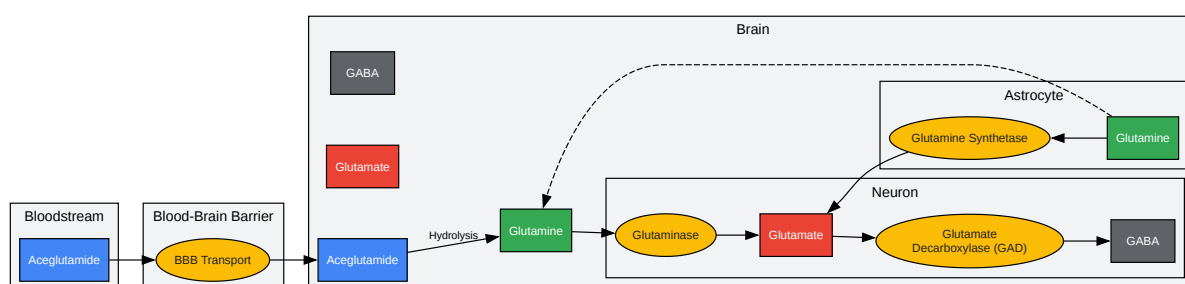 Brain
GABA
Astrocyte
Glutamine Synthetase
Glutamine
Glutamate
Neuron
Bloodstream
Blood-Brain Barrier
Hydrolysis
Glutamine
Glutaminase
Glutamate
Glutamate
Decarboxylase (GAD)
GABA
Aceglutamide
BBB Transport
Aceglutamide